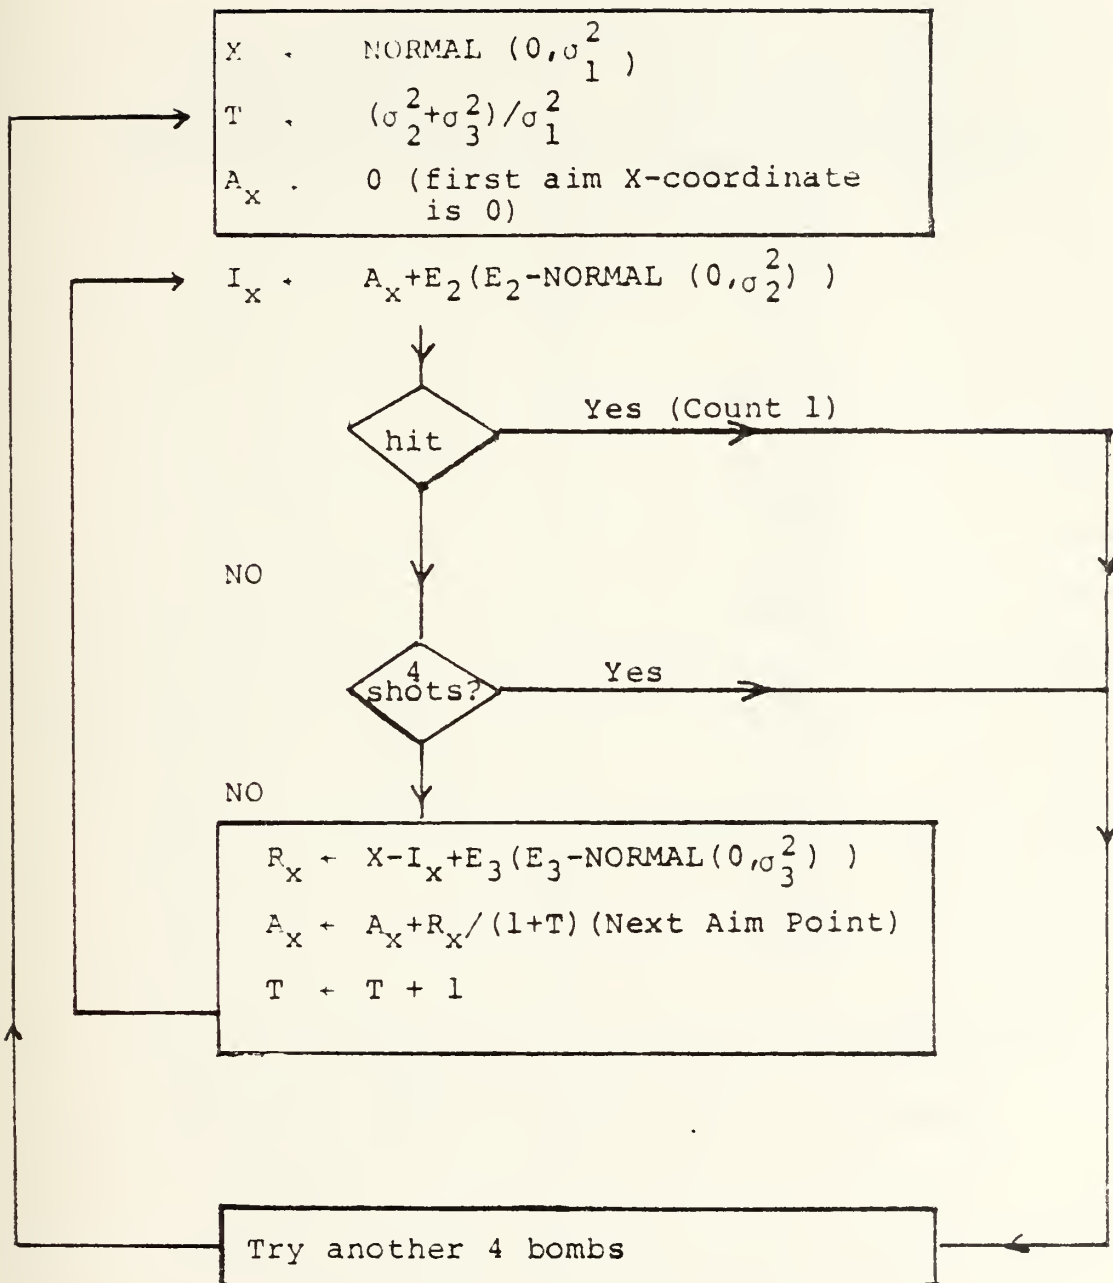 X ← NORMAL (0,σ₁²)
T ← (σ₂²+σ₃²)/σ₁²
Aₓ ← 0 (first aim X-coordinate
is 0)
Iₓ ← Aₓ+E₂(E₂-NORMAL (0,σ₂²) )
hit
Yes (Count 1)
NO
4
shots?
Yes
NO
Rₓ ← X-Iₓ+E₃(E₃-NORMAL(0,σ₃²) )
Aₓ ← Aₓ+Rₓ/(1+T) (Next Aim Point)
T ← T + 1
Try another 4 bombs